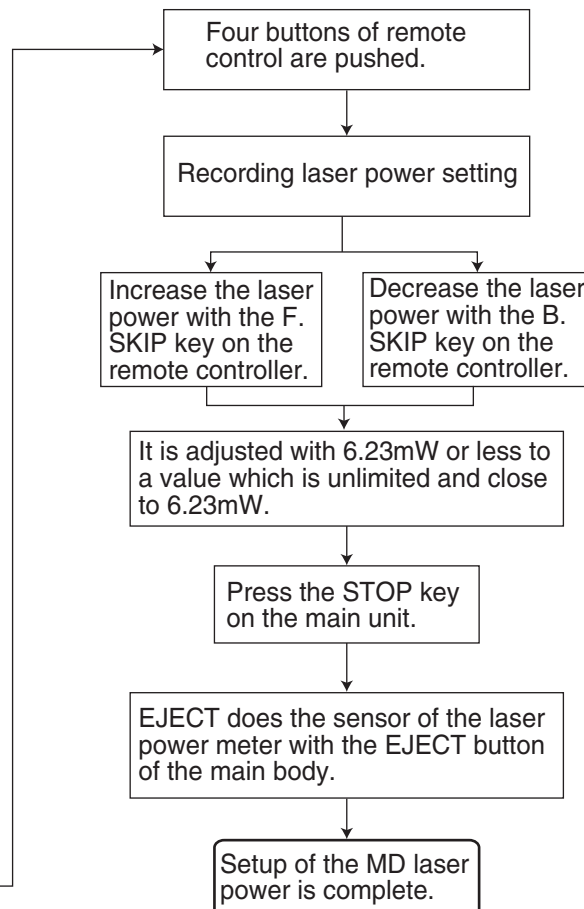 Four buttons of remote
control are pushed.
Recording laser power setting
Increase the laser
power with the F.
SKIP key on the
remote controller.
Decrease the laser
power with the B.
SKIP key on the
remote controller.
It is adjusted with 6.23mW or less to
a value which is unlimited and close
to 6.23mW.
Press the STOP key
on the main unit.
EJECT does the sensor of the laser
power meter with the EJECT button
of the main body.
Setup of the MD laser
power is complete.